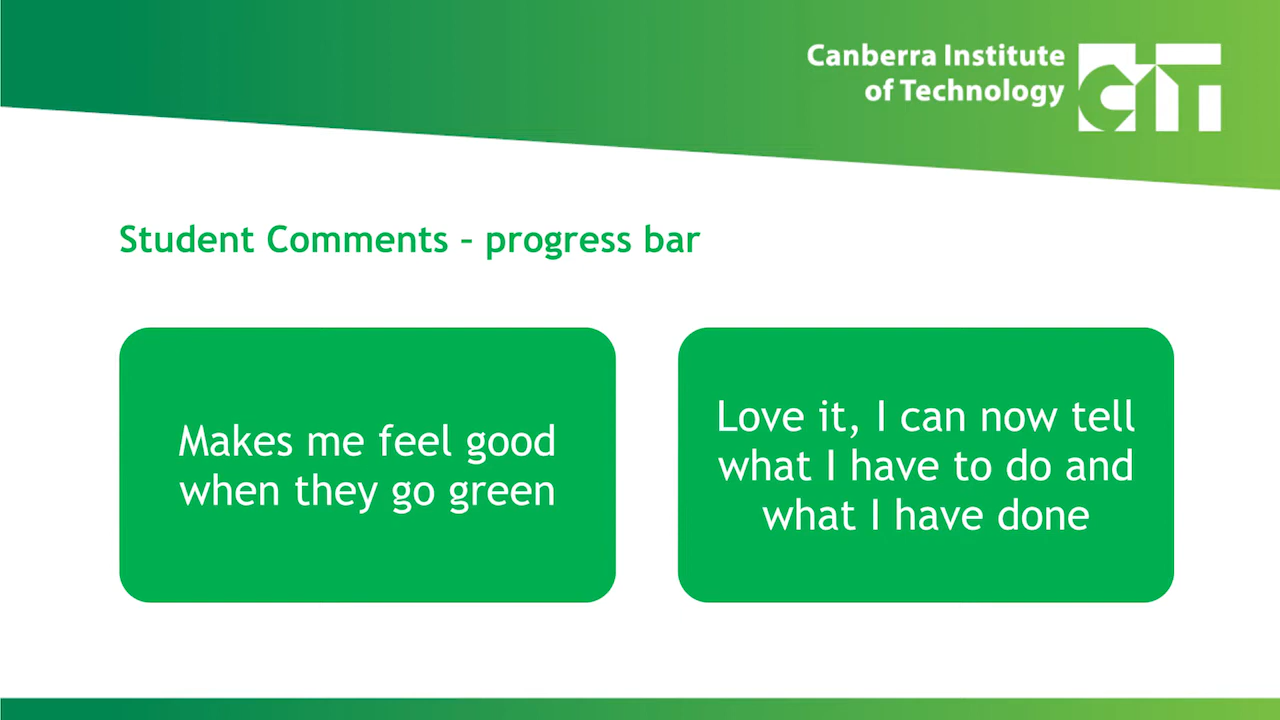 Canberra Institute
of Technology
CIT
Student Comments – progress bar
Makes me feel good
when they go green
Love it, I can now tell
what I have to do and
what I have done